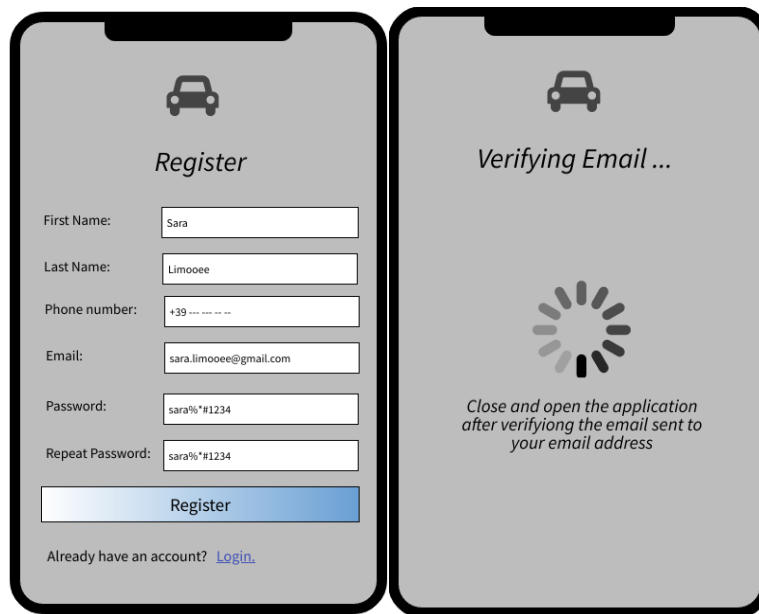 Register
First Name:
Sara
Last Name:
Limooee
Phone number:
+39 --- --- -- --
Email:
sara.limooee@gmail.com
Password:
sara%*#1234
Repeat Password:
sara%*#1234
Register
Already have an account? Login.
Verifying Email ...
Close and open the application
after verifyiong the email sent to
your email address